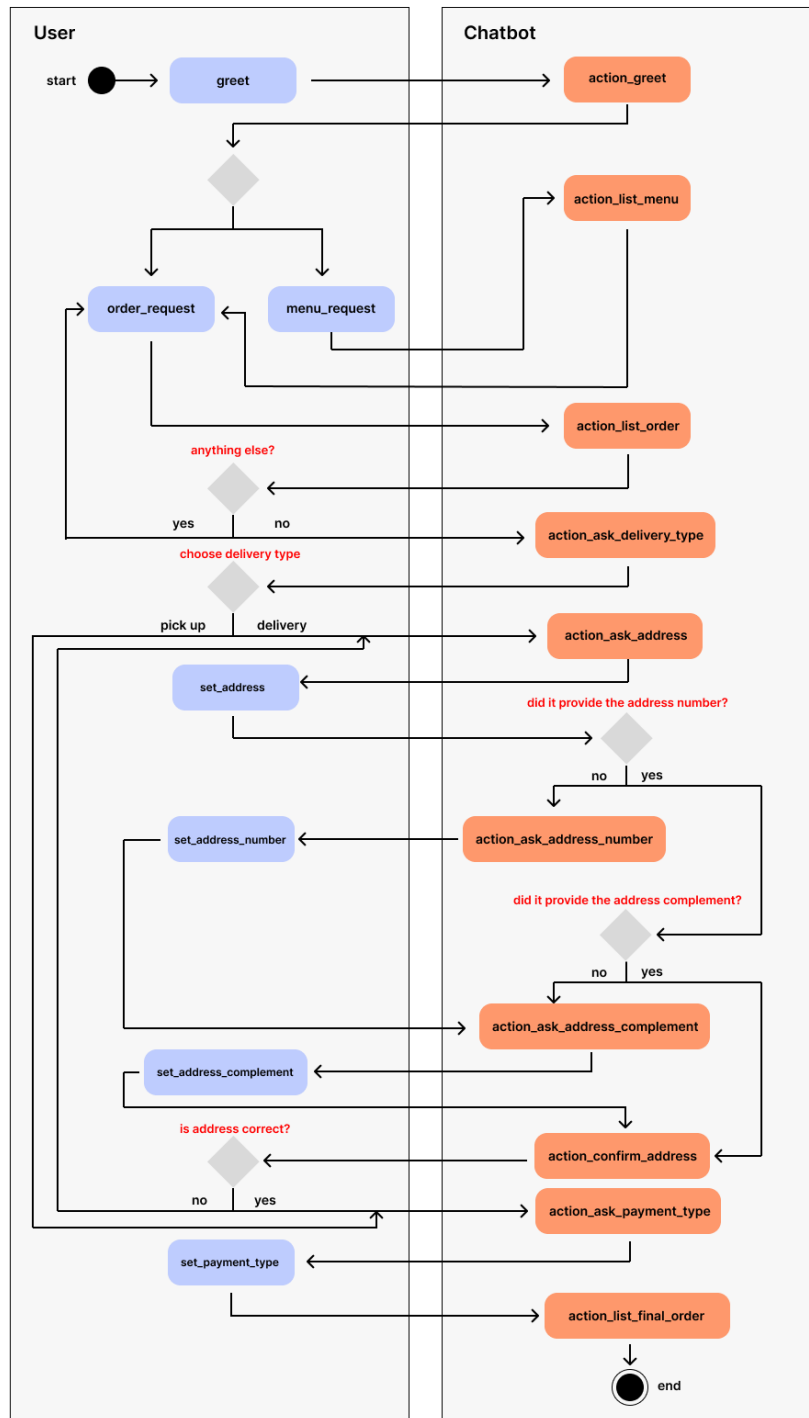 User
Chatbot
start
greet
action_greet
action_list_menu
order_request
menu_request
action_list_order
anything else?
yes
no
action_ask_delivery_type
choose delivery type
pick up
delivery
action_ask_address
set_address
did it provide the address number?
no
yes
set_address_number
action_ask_address_number
did it provide the address complement?
no
yes
action_ask_address_complement
set_address_complement
is address correct?
action_confirm_address
no
yes
action_ask_payment_type
set_payment_type
action_list_final_order
end